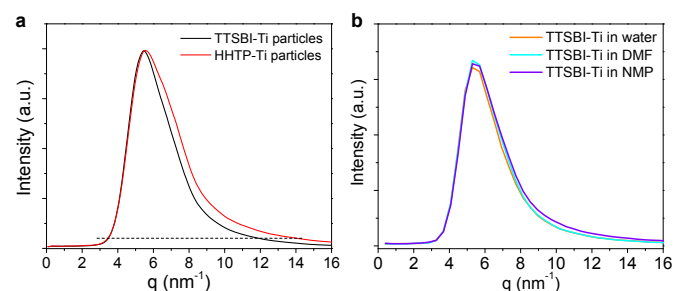 a
TTSBI-Ti particles
HHTP-Ti particles
Intensity (a.u.)
0 2 4 6 8 10 12 14 16
q (nm⁻¹)
b
TTSBI-Ti in water
TTSBI-Ti in DMF
TTSBI-Ti in NMP
Intensity (a.u.)
0 2 4 6 8 10 12 14 16
q (nm⁻¹)